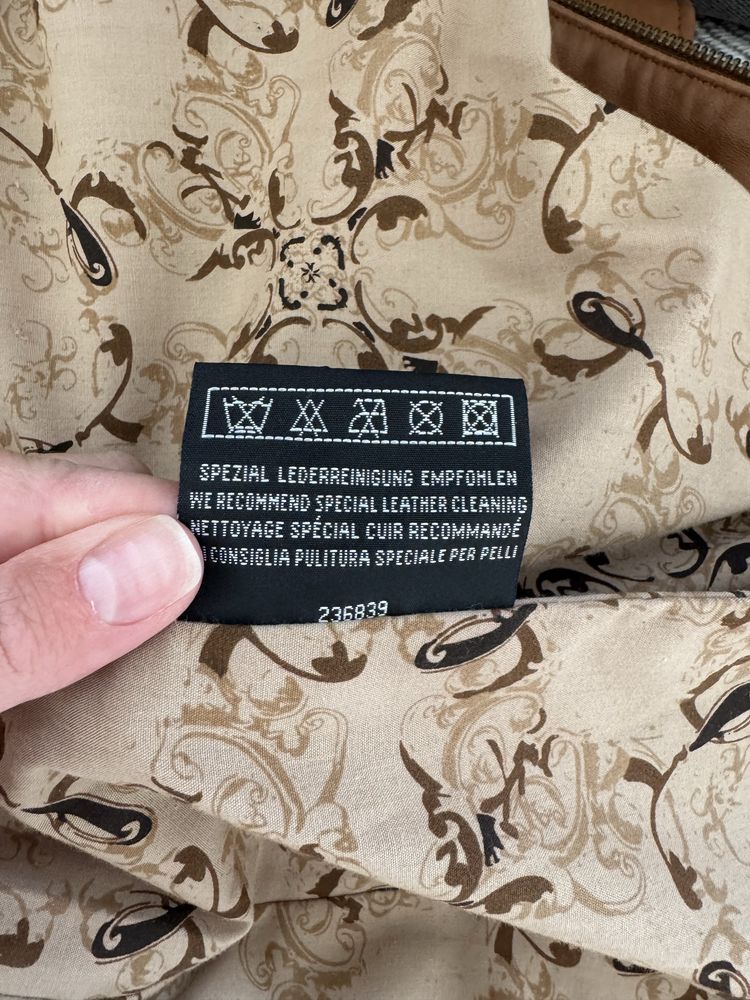 SPEZIAL LEDERREINIGUNG EMPFOHLEN
WE RECOMMEND SPECIAL LEATHER CLEANING
NETTOYAGE SPÉCIAL CUIR RECOMMANDÉ
CONSIGLIA PULITURA SPECIALE PER PELLI
236839